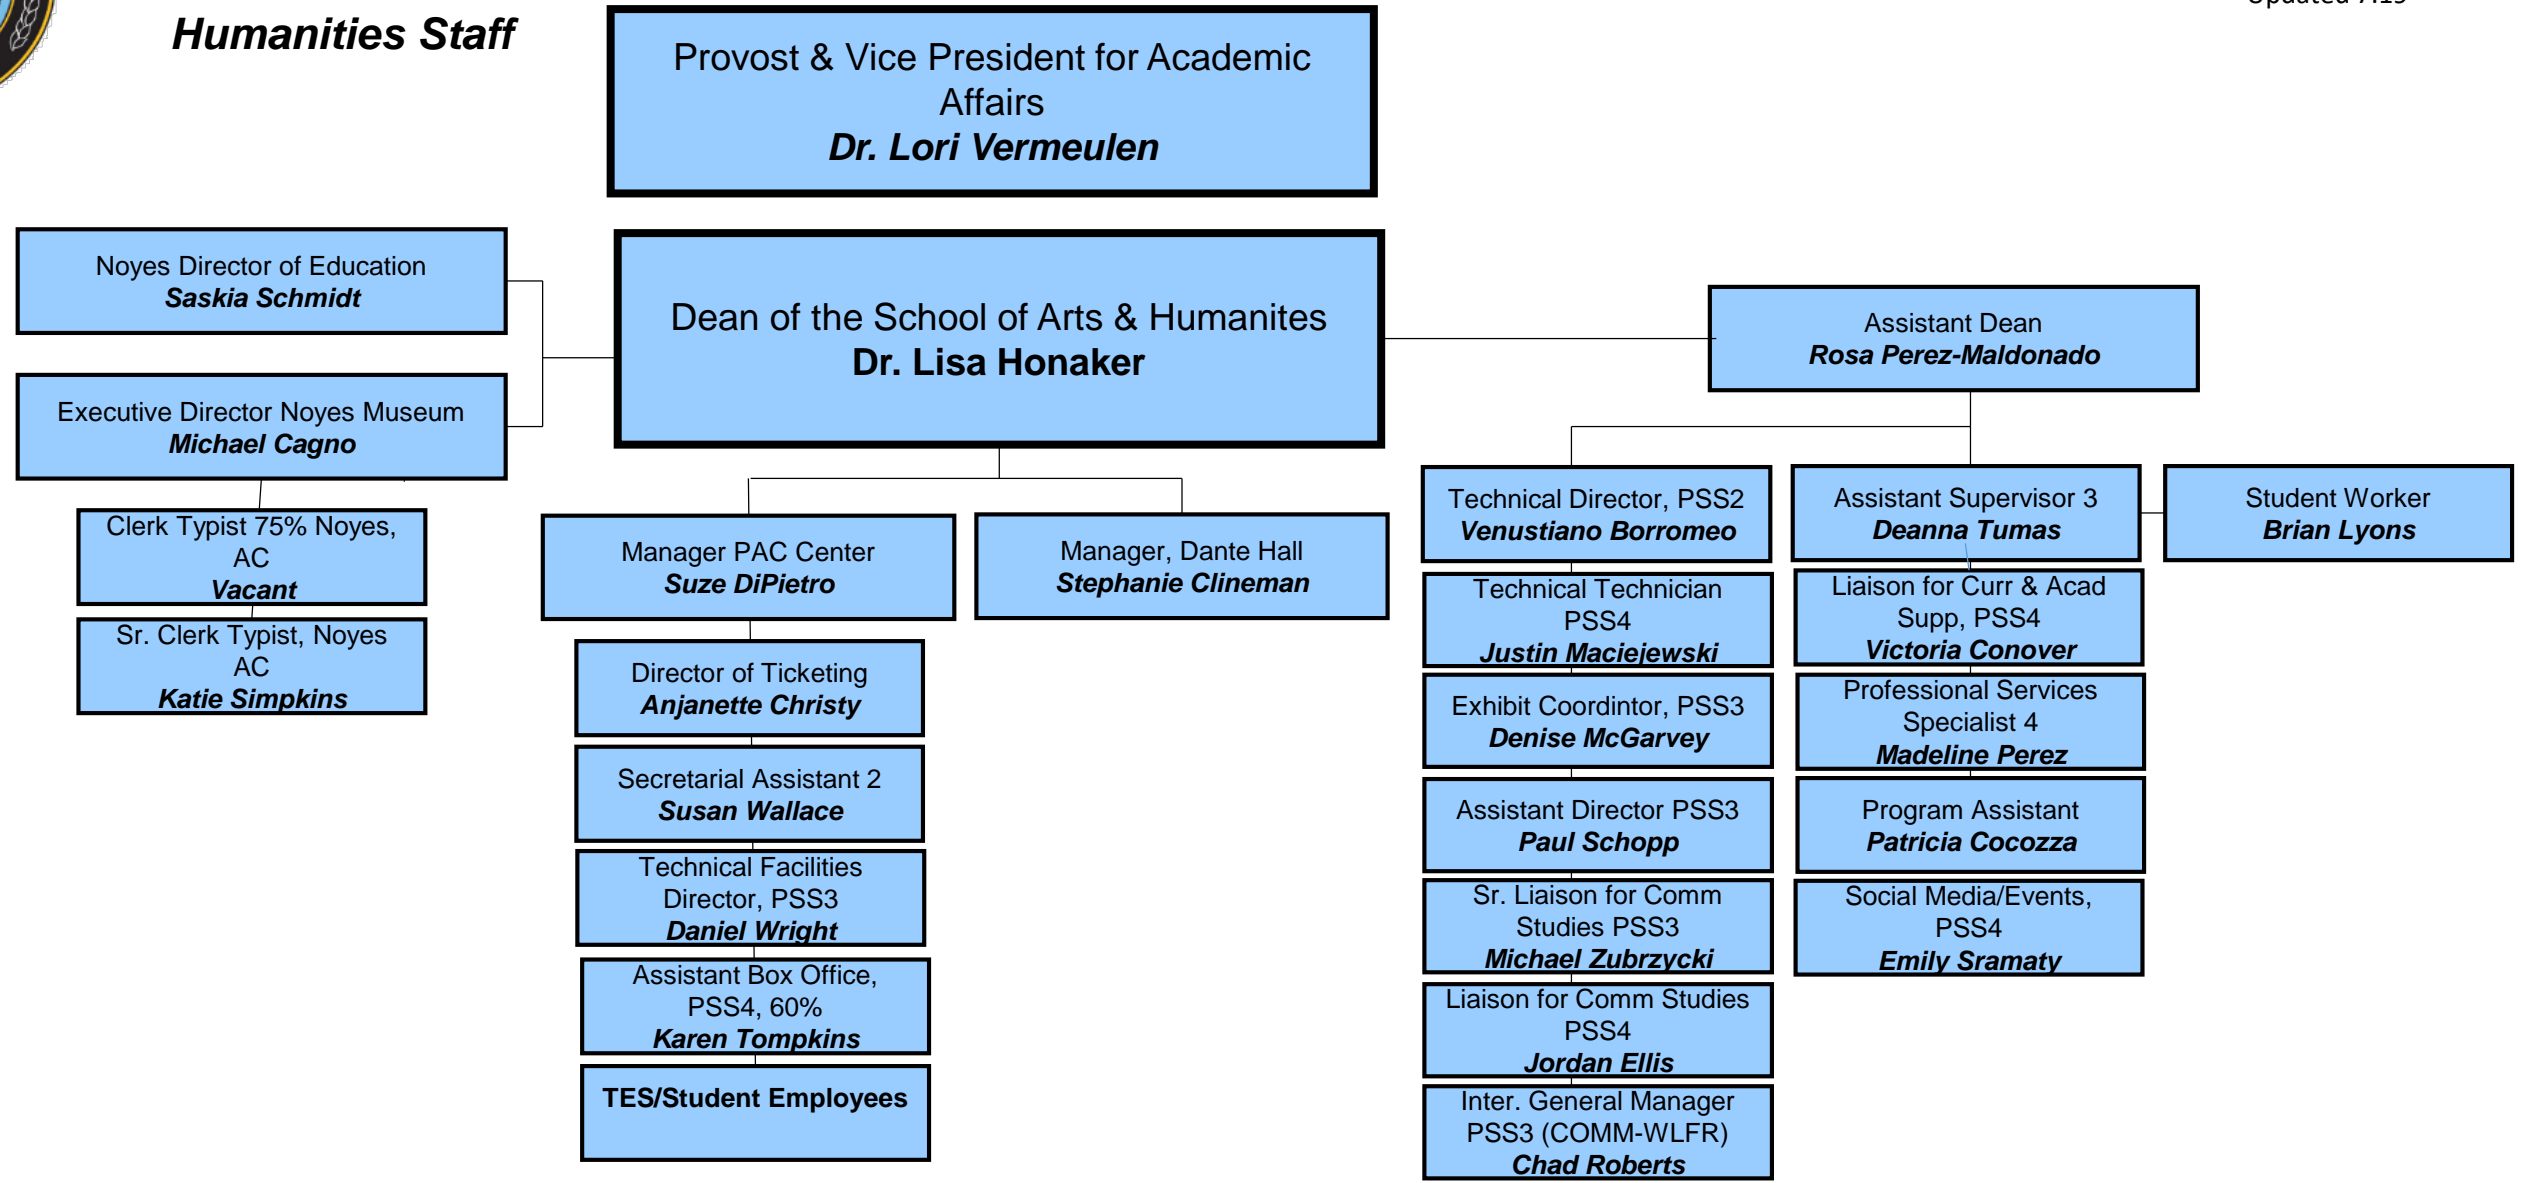 Humanities Staff
Provost & Vice President for Academic
Affairs
Dr. Lori Vermeulen
Noyes Director of Education
Saskia Schmidt
Executive Director Noyes Museum
Michael Cagno
Clerk Typist 75% Noyes,
AC
Vacant
Sr. Clerk Typist, Noyes
AC
Katie Simpkins
Dean of the School of Arts & Humanites
Dr. Lisa Honaker
Manager PAC Center
Suze DiPietro
Manager, Dante Hall
Stephanie Clineman
Director of Ticketing
Anjanette Christy
Secretarial Assistant 2
Susan Wallace
Technical Facilities
Director, PSS3
Daniel Wright
Assistant Box Office,
PSS4, 60%
Karen Tompkins
TES/Student Employees
Assistant Dean
Rosa Perez-Maldonado
Technical Director, PSS2
Venustiano Borromeo
Technical Technician
PSS4
Justin Maciejewski
Exhibit Coordintor, PSS3
Denise McGarvey
Assistant Director PSS3
Paul Schopp
Sr. Liaison for Comm
Studies PSS3
Michael Zubrzycki
Liaison for Comm Studies
PSS4
Jordan Ellis
Inter. General Manager
PSS3 (COMM-WLFR)
Chad Roberts
Assistant Supervisor 3
Deanna Tumas
Liaison for Curr & Acad
Supp, PSS4
Victoria Conover
Professional Services
Specialist 4
Madeline Perez
Program Assistant
Patricia Cocozza
Social Media/Events,
PSS4
Emily Sramaty
Student Worker
Brian Lyons